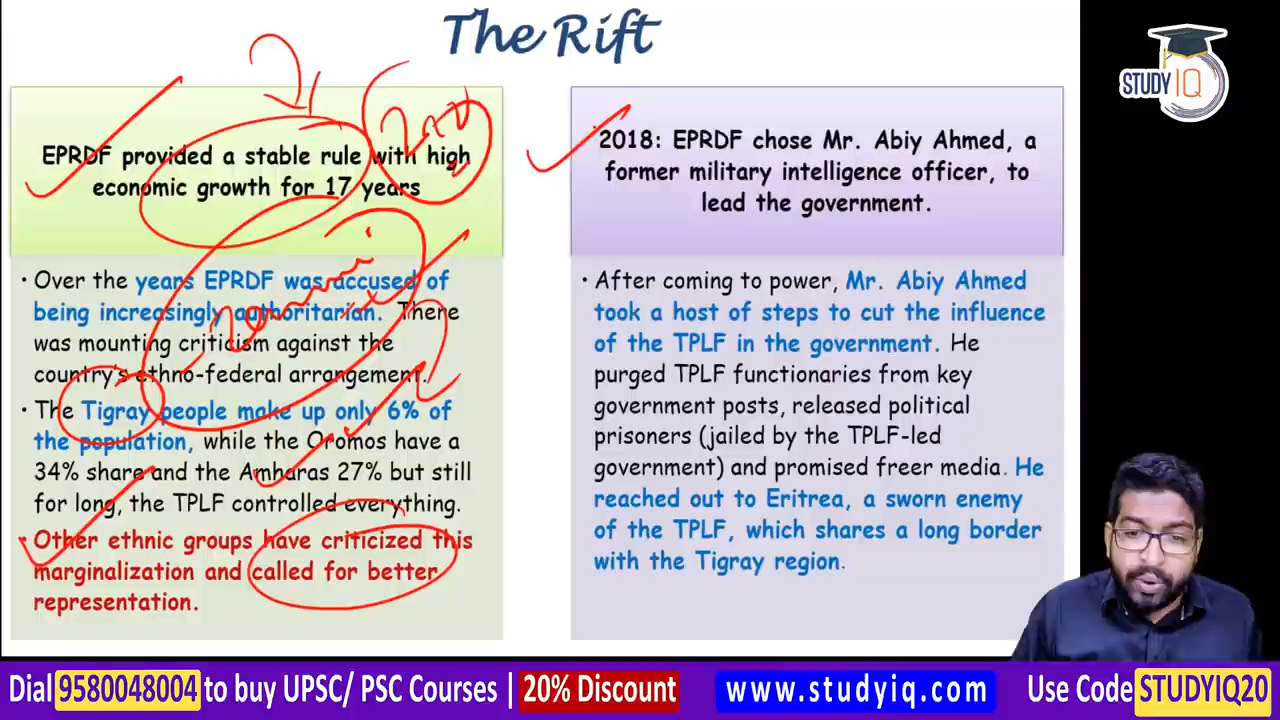 The Rift
STUDY IQ
EPRDF provided a stable rule with high
economic growth for 17 years
Over the years EPRDF was accused of
being increasingly authoritarian. There
was mounting criticism against the
country's ethno-federal arrangement.
The Tigray people make up only 6% of
the population, while the Oromos have a
34% share and the Amharas 27% but still
for long, the TPLF controlled everything.
Other ethnic groups have criticized this
marginalization and called for better
representation.
2018: EPRDF chose Mr. Abiy Ahmed, a
former military intelligence officer, to
lead the government.
After coming to power, Mr. Abiy Ahmed
took a host of steps to cut the influence
of the TPLF in the government. He
purged TPLF functionaries from key
government posts, released political
prisoners (jailed by the TPLF-led
government) and promised freer media. He
reached out to Eritrea, a sworn enemy
of the TPLF, which shares a long border
with the Tigray region.
Dial 9580048004 to buy UPSC/ PSC Courses | 20% Discount www.studyiq.com Use Code STUDYIQ20